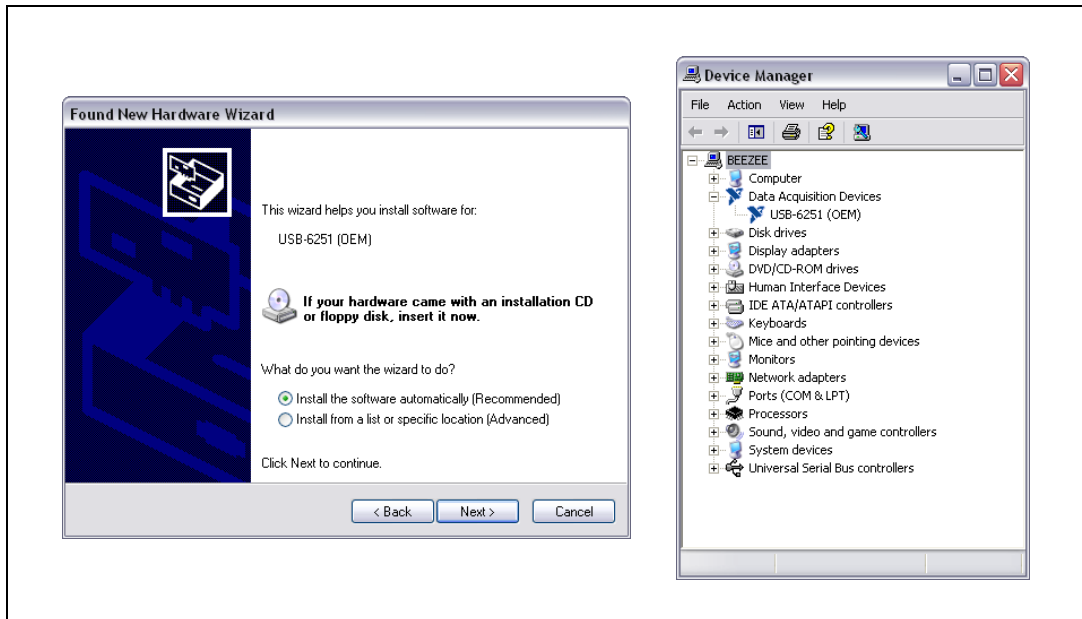 Found New Hardware Wizard
This wizard helps you install software for:
USB-6251 (OEM)
If your hardware came with an installation CD
or floppy disk, insert it now.
What do you want the wizard to do?
Install the software automatically (Recommended)
Install from a list or specific location (Advanced)
Click Next to continue.
< Back
Next >
Cancel
Device Manager
File Action View Help
BEEZEE
Computer
Data Acquisition Devices
USB-6251 (OEM)
Disk drives
Display adapters
DVD/CD-ROM drives
Human Interface Devices
IDE ATA/ATAPI controllers
Keyboards
Mice and other pointing devices
Monitors
Network adapters
Ports (COM & LPT)
Processors
Sound, video and game controllers
System devices
Universal Serial Bus controllers